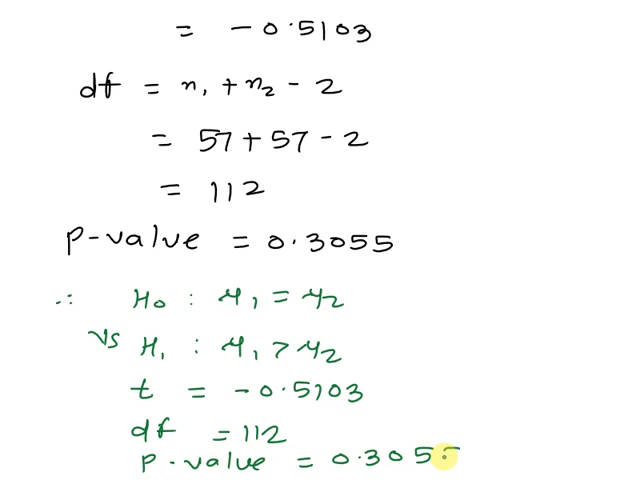 = -0.5103
df = n1 + n2 - 2
= 57 + 57 - 2
= 112
P-value = 0.3055
∴ H0 : μ1 = μ2
Vs H1 : μ1 > μ2
t = -0.5103
df = 112
P-value = 0.305